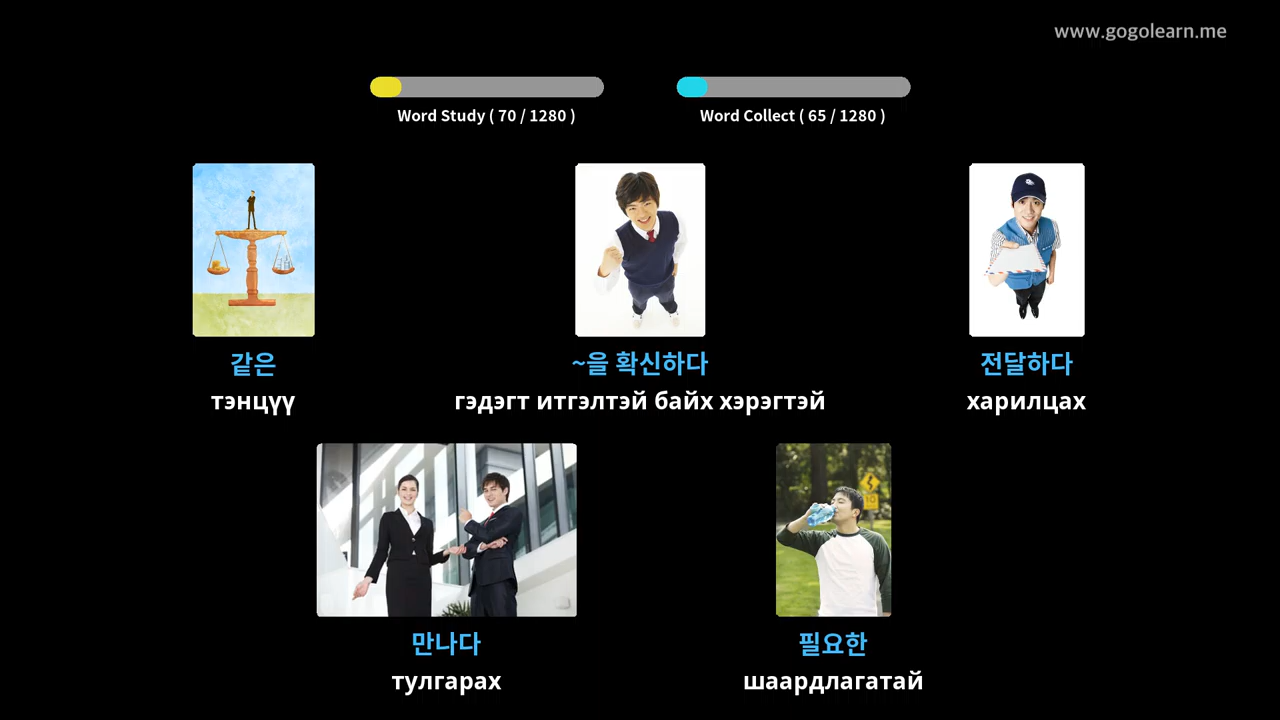 www.gogolearn.me
Word Study ( 70 / 1280 )
Word Collect ( 65 / 1280 )
같은
~을 확신하다
전달하다
тэнцүү
гэдэгт итгэлтэй байх хэрэгтэй
харилцах
만나다
필요한
тулгарах
шаардлагатай